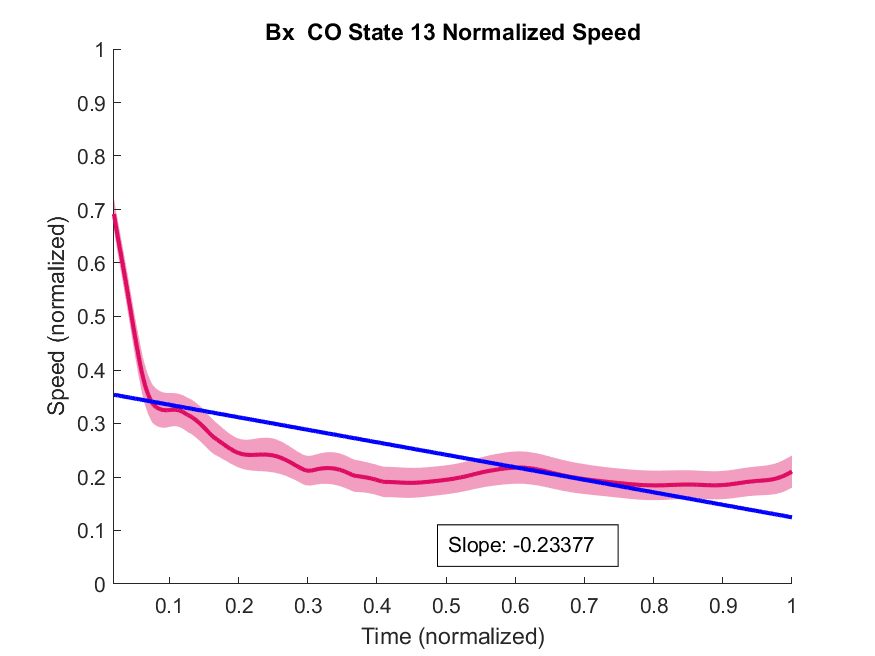 Bx  CO State 13 Normalized Speed
1
0.9
0.8
0.7
0.6
0.5
0.4
0.3
0.2
0.1
0
Speed (normalized)
Slope: -0.23377
0.1 0.2 0.3 0.4 0.5 0.6 0.7 0.8 0.9 1
Time (normalized)